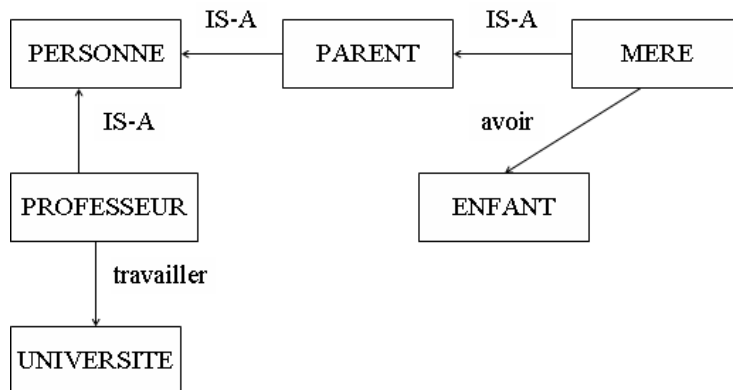 IS-A IS-A
PERSONNE PARENT MERE
IS-A avoir
PROFESSEUR ENFANT
travailler
UNIVERSITE